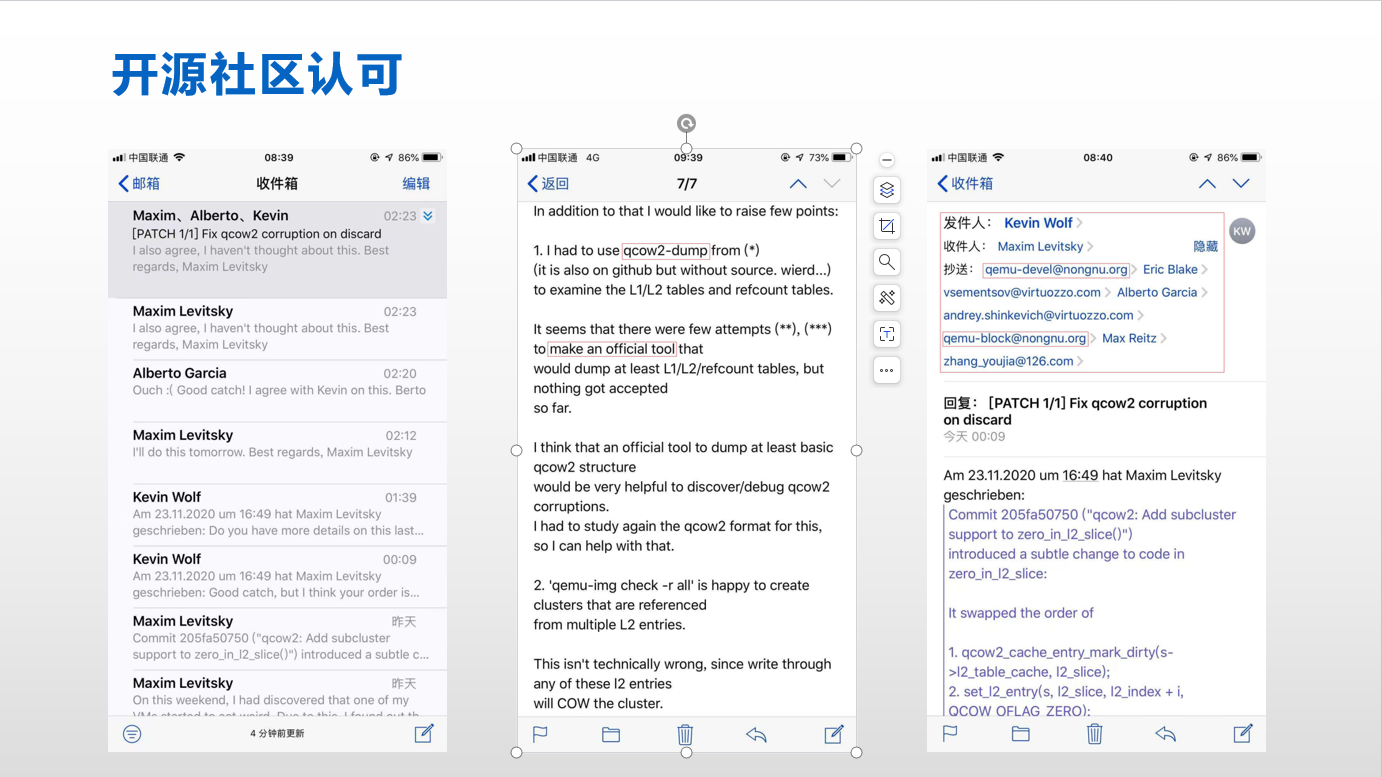 开源社区认可
中国联通
08:39
86%
邮箱
收件箱
编辑
Maxim、Alberto、Kevin
02:23
[PATCH 1/1] Fix qcow2 corruption on discard
I also agree, I haven't thought about this. Best
regards, Maxim Levitsky
Maxim Levitsky
02:23
I also agree, I haven't thought about this. Best
regards, Maxim Levitsky
Alberto Garcia
02:20
Ouch :( Good catch! I agree with Kevin on this. Berto
Maxim Levitsky
02:12
I'll do this tomorrow. Best regards, Maxim Levitsky
Kevin Wolf
01:39
Am 23.11.2020 um 16:49 hat Maxim Levitsky
geschrieben: Do you have more details on this last...
Kevin Wolf
00:09
Am 23.11.2020 um 16:49 hat Maxim Levitsky
geschrieben: Good catch, but I think your order is...
Maxim Levitsky
昨天
Commit 205fa50750 ("qcow2: Add subcluster
support to zero_in_l2_slice()") introduced a subtle c...
Maxim Levitsky
昨天
On this weekend, I had discovered that one of my
4 分钟前更新
中国联通 4G
09:39
73%
返回
7/7
In addition to that I would like to raise few points:
1. I had to use qcow2-dump from (*)
(it is also on github but without source. wierd...)
to examine the L1/L2 tables and refcount tables.
It seems that there were few attempts (**), (***)
to make an official tool that
would dump at least L1/L2/refcount tables, but
nothing got accepted
so far.
I think that an official tool to dump at least basic
qcow2 structure
would be very helpful to discover/debug qcow2
corruptions.
I had to study again the qcow2 format for this,
so I can help with that.
2. 'qemu-img check -r all' is happy to create
clusters that are referenced
from multiple L2 entries.
This isn't technically wrong, since write through
any of these l2 entries
will COW the cluster.
中国联通
08:40
86%
收件箱
发件人： Kevin Wolf
KW
收件人： Maxim Levitsky
隐藏
抄送： qemu-devel@nongnu.org Eric Blake
vsementsov@virtuozzo.com Alberto Garcia
andrey.shinkevich@virtuozzo.com
qemu-block@nongnu.org Max Reitz
zhang_youjia@126.com
回复： [PATCH 1/1] Fix qcow2 corruption
on discard
今天 00:09
Am 23.11.2020 um 16:49 hat Maxim Levitsky
geschrieben:
Commit 205fa50750 ("qcow2: Add subcluster
support to zero_in_l2_slice()")
introduced a subtle change to code in
zero_in_l2_slice:
It swapped the order of
1. qcow2_cache_entry_mark_dirty(s-
>l2_table_cache, l2_slice);
2. set_l2_entry(s, l2_slice, l2_index + i,
QCOW_OFLAG_ZERO);